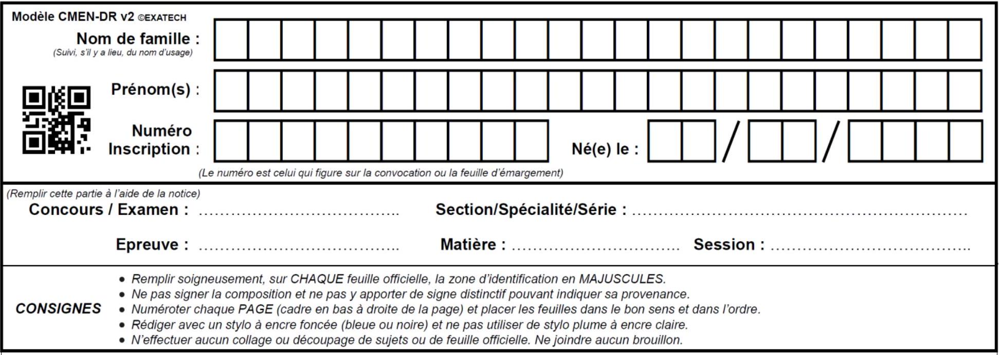 Modèle CMEN-DR v2 ©EXATECH
Nom de famille :
(Suivi, s'il y a lieu, du nom d'usage)
Prénom(s) :
Numéro
Inscription :
Né(e) le : / /
(Le numéro est celui qui figure sur la convocation ou la feuille d'émargement)
(Remplir cette partie à l'aide de la notice)
Concours / Examen : ………………………………….. Section/Spécialité/Série : …………………………………………………………
Epreuve : ………………………………….. Matière : …………………………….. Session : …………………………………..
CONSIGNES
• Remplir soigneusement, sur CHAQUE feuille officielle, la zone d'identification en MAJUSCULES.
• Ne pas signer la composition et ne pas y apporter de signe distinctif pouvant indiquer sa provenance.
• Numéroter chaque PAGE (cadre en bas à droite de la page) et placer les feuilles dans le bon sens et dans l'ordre.
• Rédiger avec un stylo à encre foncée (bleue ou noire) et ne pas utiliser de stylo plume à encre claire.
• N'effectuer aucun collage ou découpage de sujets ou de feuille officielle. Ne joindre aucun brouillon.